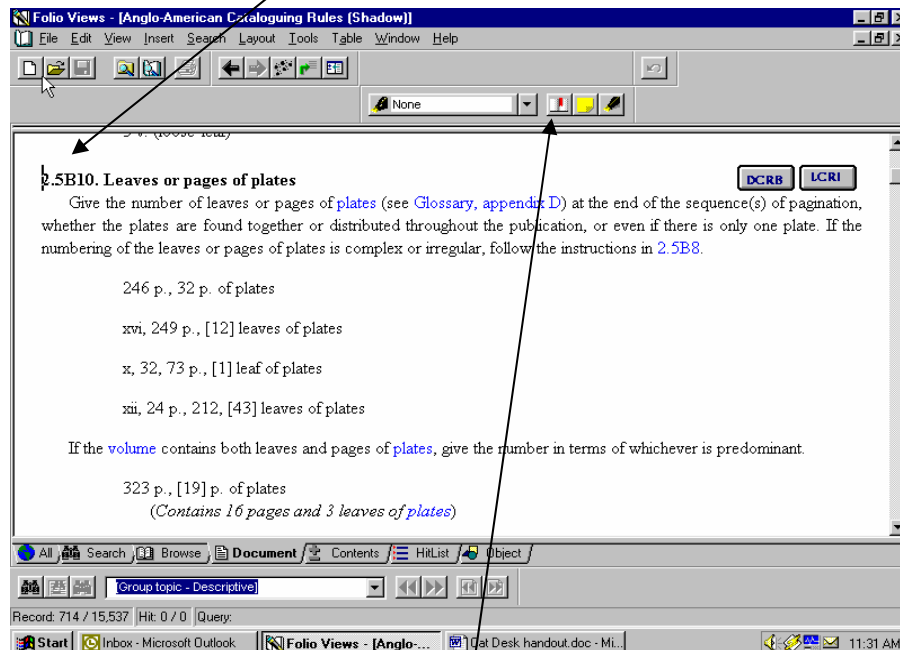 Folio Views - [Anglo-American Cataloguing Rules (Shadow)]
File Edit View Insert Search Layout Tools Table Window Help
None
3 v. (loose-leaf)
2.5B10. Leaves or pages of plates
DCRB LCRI
Give the number of leaves or pages of plates (see Glossary, appendix D) at the end of the sequence(s) of pagination,
whether the plates are found together or distributed throughout the publication, or even if there is only one plate. If the
numbering of the leaves or pages of plates is complex or irregular, follow the instructions in 2.5B8.
246 p., 32 p. of plates
xvi, 249 p., [12] leaves of plates
x, 32, 73 p., [1] leaf of plates
xii, 24 p., 212, [43] leaves of plates
If the volume contains both leaves and pages of plates, give the number in terms of whichever is predominant.
323 p., [19] p. of plates
(Contains 16 pages and 3 leaves of plates)
All Search Browse Document Contents HitList Object
[Group topic - Descriptive]
Record: 714 / 15,537 Hit: 0 / 0 Query:
Start Inbox - Microsoft Outlook Folio Views - [Anglo-... Cat Desk handout.doc - Mi... 11:31 AM